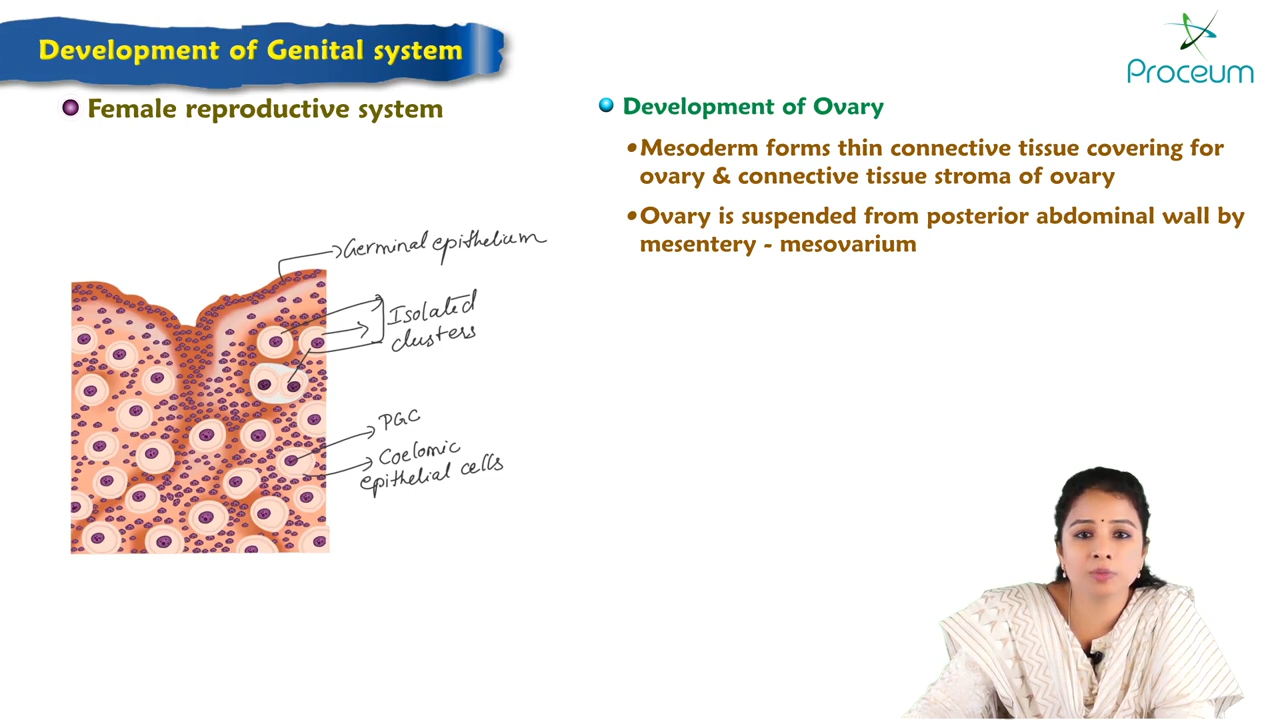 Development of Genital system
Proceum
Female reproductive system
Development of Ovary
•Mesoderm forms thin connective tissue covering for
ovary & connective tissue stroma of ovary
•Ovary is suspended from posterior abdominal wall by
mesentery - mesovarium
Germinal epithelium
Isolated
clusters
PGC
Coelomic
epithelial cells